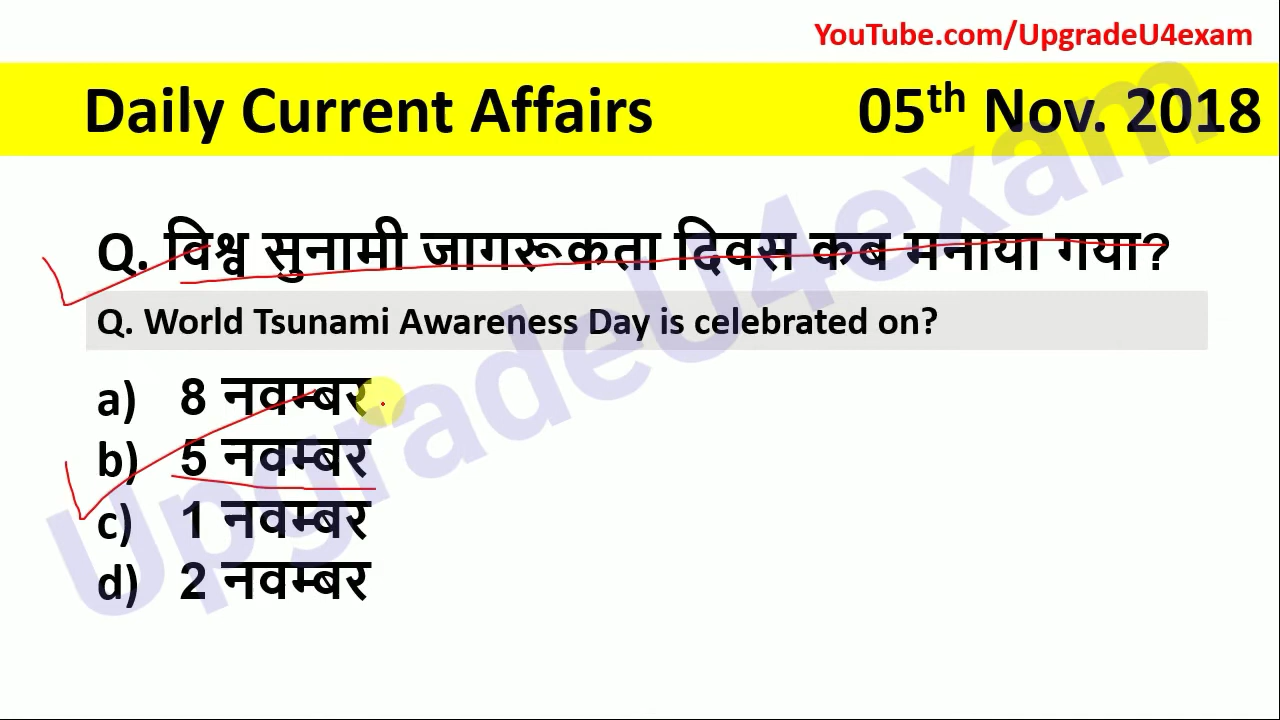 YouTube.com/UpgradeU4exam
Daily Current Affairs 05th Nov. 2018
Q. विश्व सुनामी जागरूकता दिवस कब मनाया गया?
Q. World Tsunami Awareness Day is celebrated on?
a) 8 नवम्बर
b) 5 नवम्बर
c) 1 नवम्बर
d) 2 नवम्बर
UpgradeU4exam